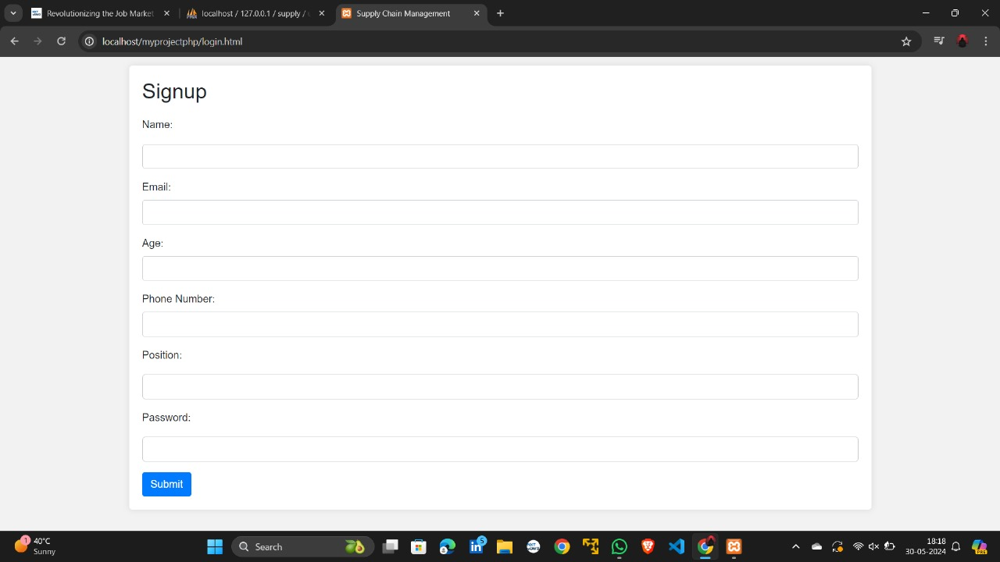 Revolutionizing the Job Market
localhost / 127.0.0.1 / supply /
Supply Chain Management
localhost/myprojectphp/login.html
Signup
Name:
Email:
Age:
Phone Number:
Position:
Password:
Submit
1
40°C
Sunny
Search
5
18:18
30-05-2024
PRE